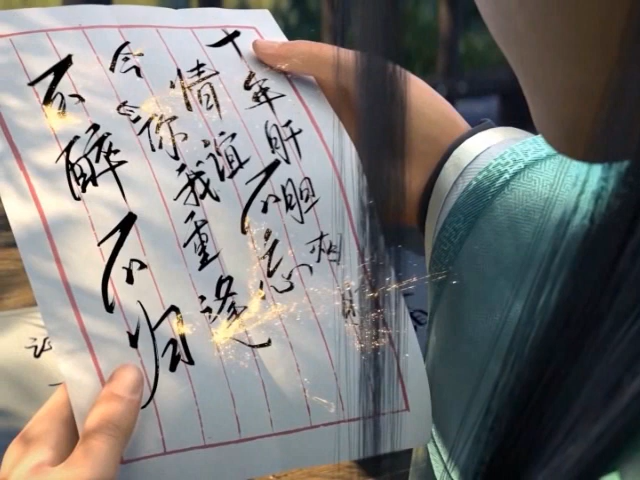 十年肝胆
情谊不忘
今你我重逢
不醉不归